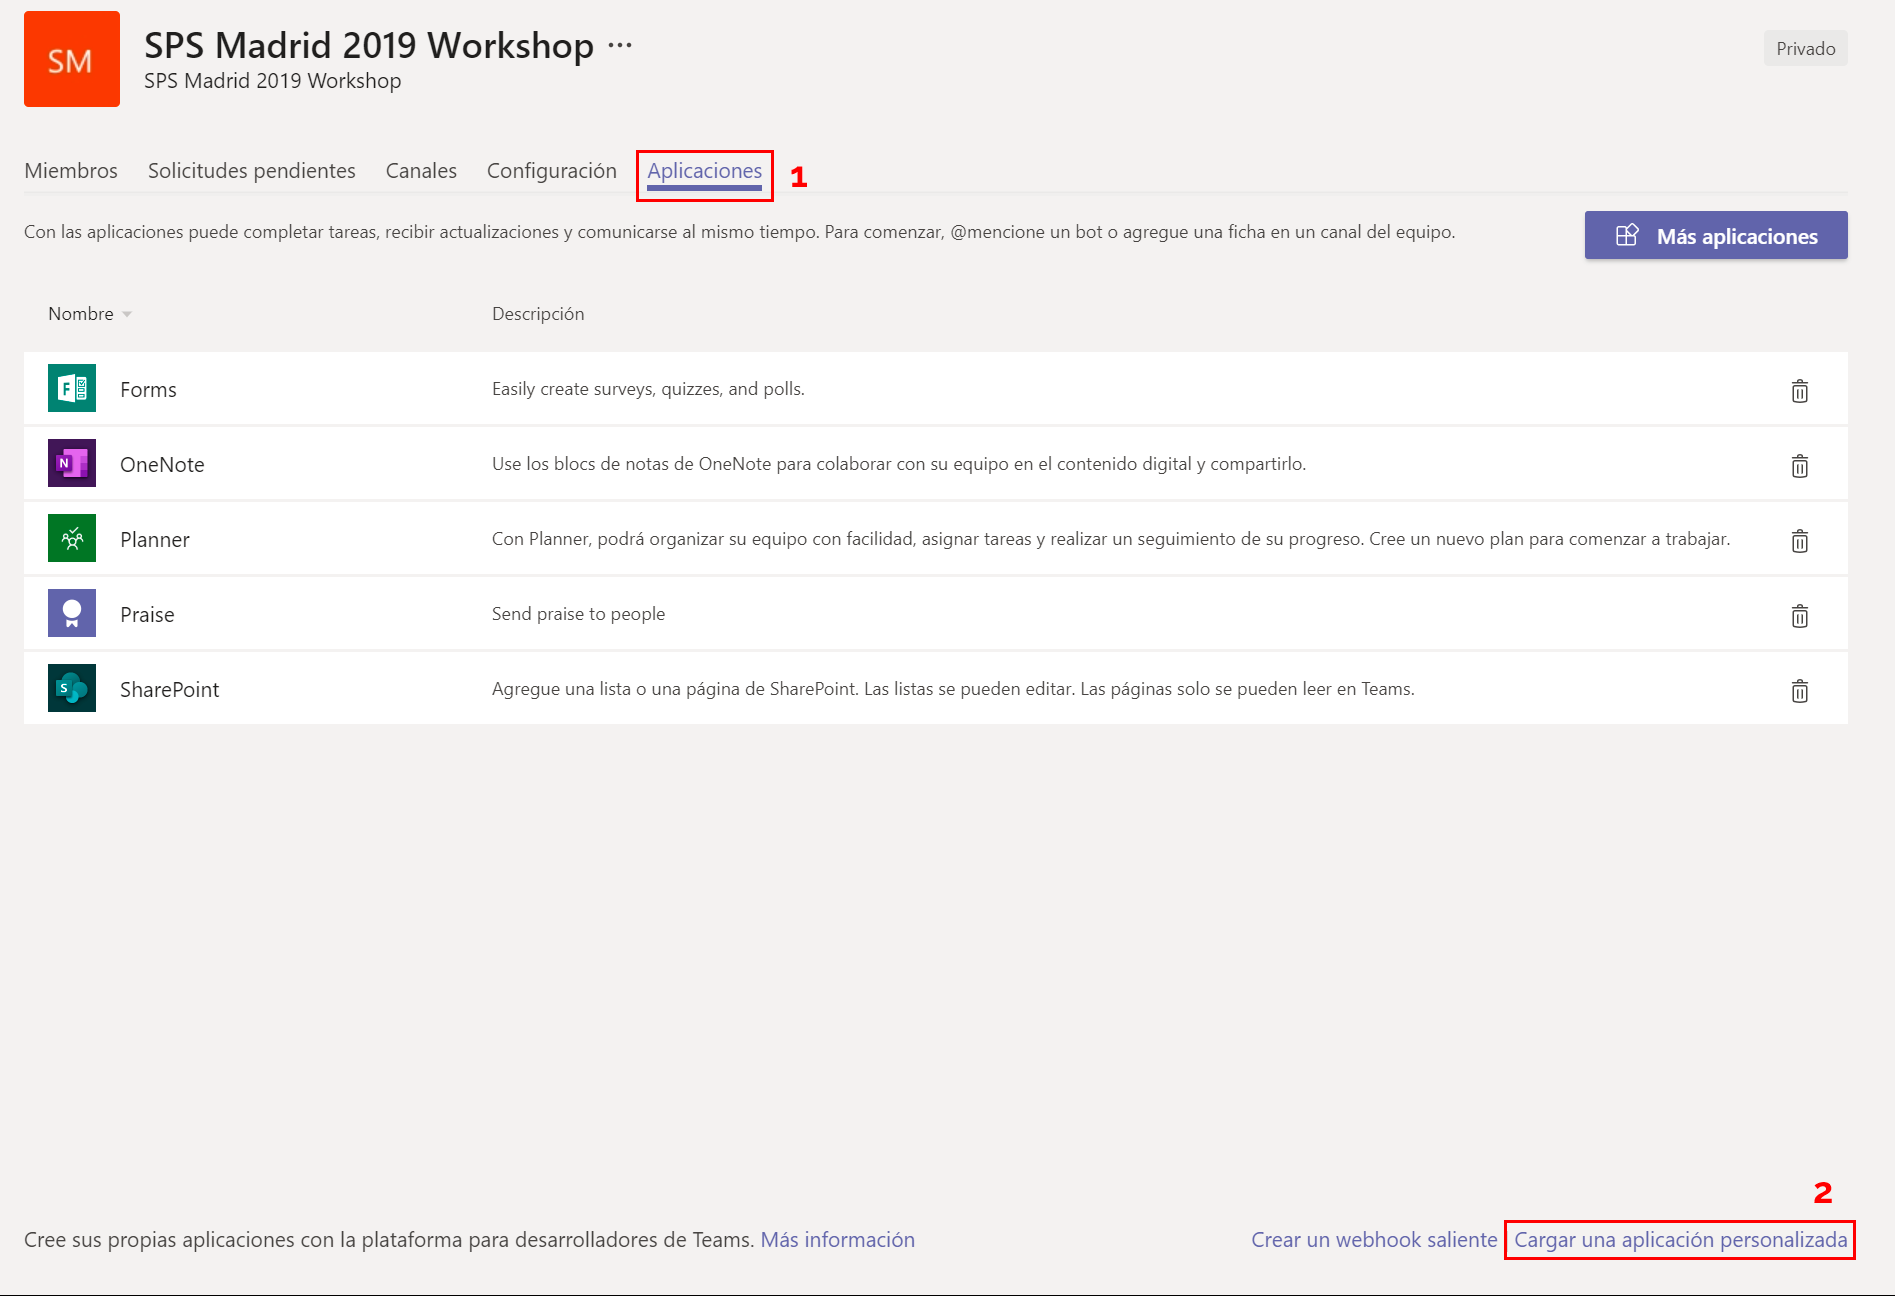 SM
SPS Madrid 2019 Workshop ...
SPS Madrid 2019 Workshop
Privado
Miembros Solicitudes pendientes Canales Configuración Aplicaciones 1
Con las aplicaciones puede completar tareas, recibir actualizaciones y comunicarse al mismo tiempo. Para comenzar, @mencione un bot o agregue una ficha en un canal del equipo.
Más aplicaciones
Nombre Descripción
F Forms Easily create surveys, quizzes, and polls.
N OneNote Use los blocs de notas de OneNote para colaborar con su equipo en el contenido digital y compartirlo.
Planner Con Planner, podrá organizar su equipo con facilidad, asignar tareas y realizar un seguimiento de su progreso. Cree un nuevo plan para comenzar a trabajar.
Praise Send praise to people
S SharePoint Agregue una lista o una página de SharePoint. Las listas se pueden editar. Las páginas solo se pueden leer en Teams.
2
Cree sus propias aplicaciones con la plataforma para desarrolladores de Teams. Más información Crear un webhook saliente Cargar una aplicación personalizada